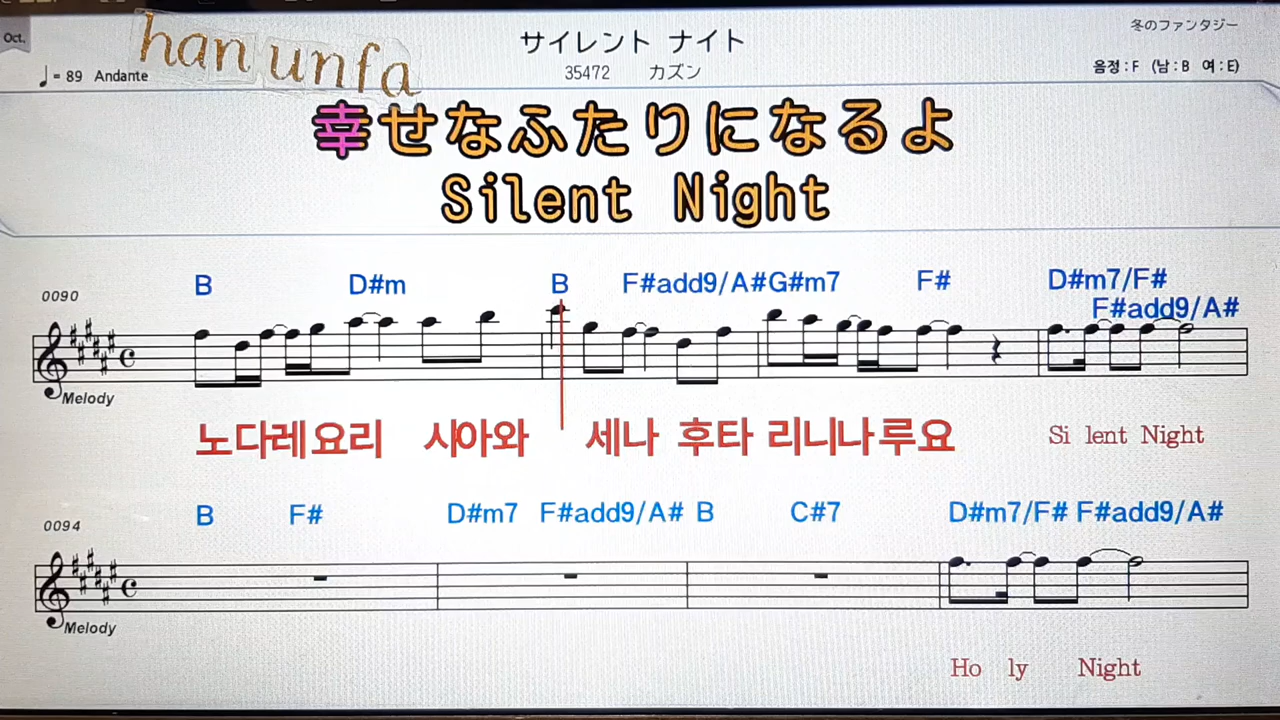 Oct.
han unfa
サイレント ナイト
冬のファンタジー
♩= 89 Andante
35472 カズン
음정 : F (남 : B 여 : E)
幸せなふたりになるよ
Silent Night
B D#m B F#add9/A# G#m7 F# D#m7/F#
F#add9/A#
0090
Melody
노다레요리 시아와 세나 후타 리니나루요 Si lent Night
B F# D#m7 F#add9/A# B C#7 D#m7/F# F#add9/A#
0094
Melody
Ho ly Night